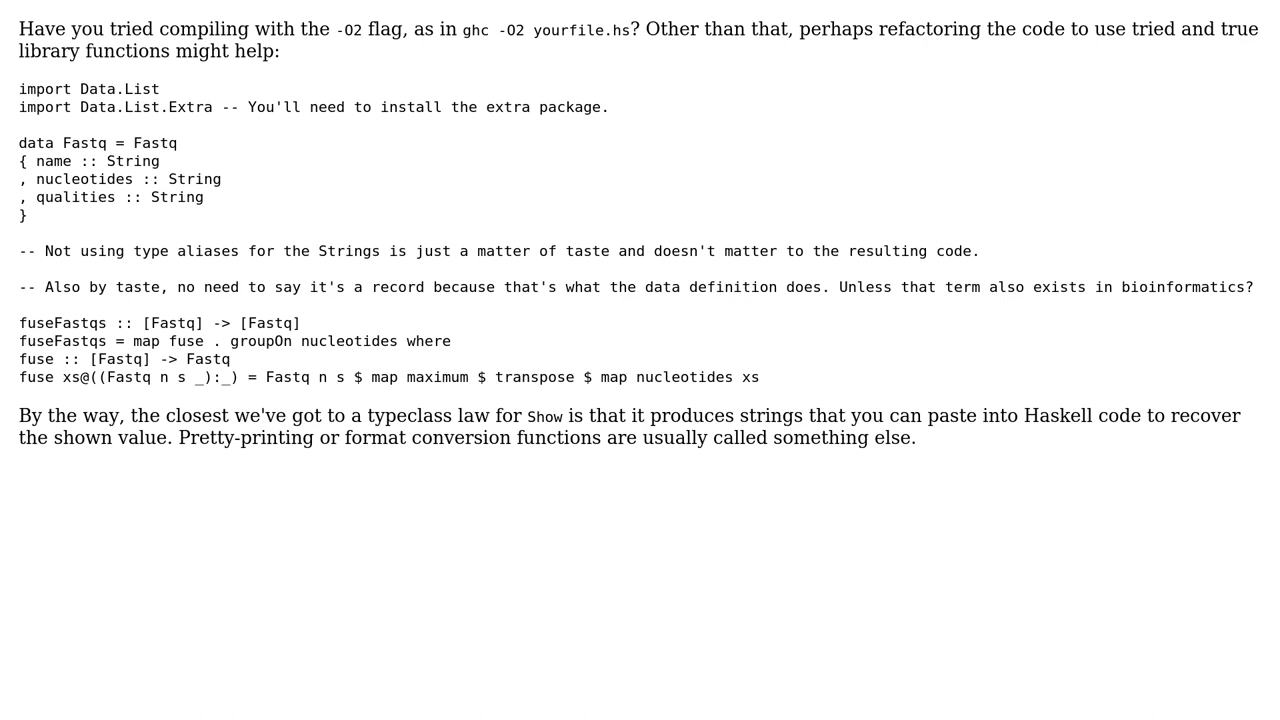 Have you tried compiling with the -O2 flag, as in ghc -O2 yourfile.hs? Other than that, perhaps refactoring the code to use tried and true
library functions might help:
import Data.List
import Data.List.Extra -- You'll need to install the extra package.
data Fastq = Fastq
{ name :: String
, nucleotides :: String
, qualities :: String
}
-- Not using type aliases for the Strings is just a matter of taste and doesn't matter to the resulting code.
-- Also by taste, no need to say it's a record because that's what the data definition does. Unless that term also exists in bioinformatics?
fuseFastqs :: [Fastq] -> [Fastq]
fuseFastqs = map fuse . groupOn nucleotides where
fuse :: [Fastq] -> Fastq
fuse xs@((Fastq n s _):_) = Fastq n s $ map maximum $ transpose $ map nucleotides xs
By the way, the closest we've got to a typeclass law for Show is that it produces strings that you can paste into Haskell code to recover
the shown value. Pretty-printing or format conversion functions are usually called something else.